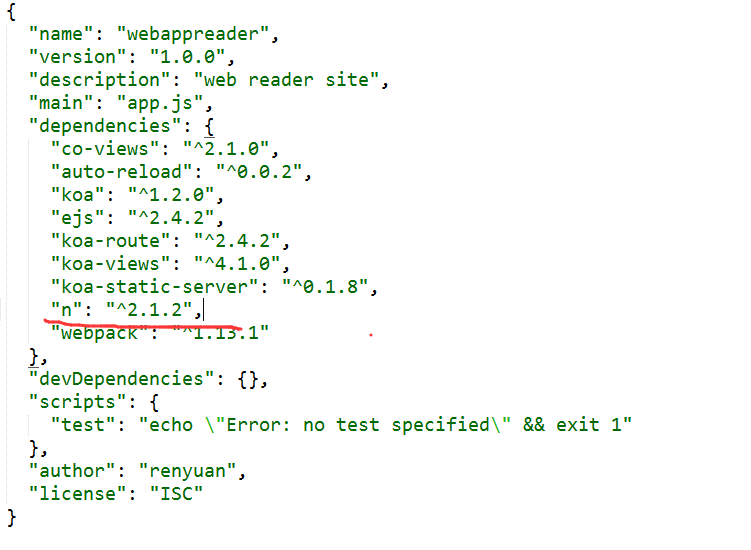 {
"name": "webappreader",
"version": "1.0.0",
"description": "web reader site",
"main": "app.js",
"dependencies": {
"co-views": "^2.1.0",
"auto-reload": "^0.0.2",
"koa": "^1.2.0",
"ejs": "^2.4.2",
"koa-route": "^2.4.2",
"koa-views": "^4.1.0",
"koa-static-server": "^0.1.8",
"n": "^2.1.2",
"webpack": "^1.13.1"
},
"devDependencies": {},
"scripts": {
"test": "echo \"Error: no test specified\" && exit 1"
},
"author": "renyuan",
"license": "ISC"
}